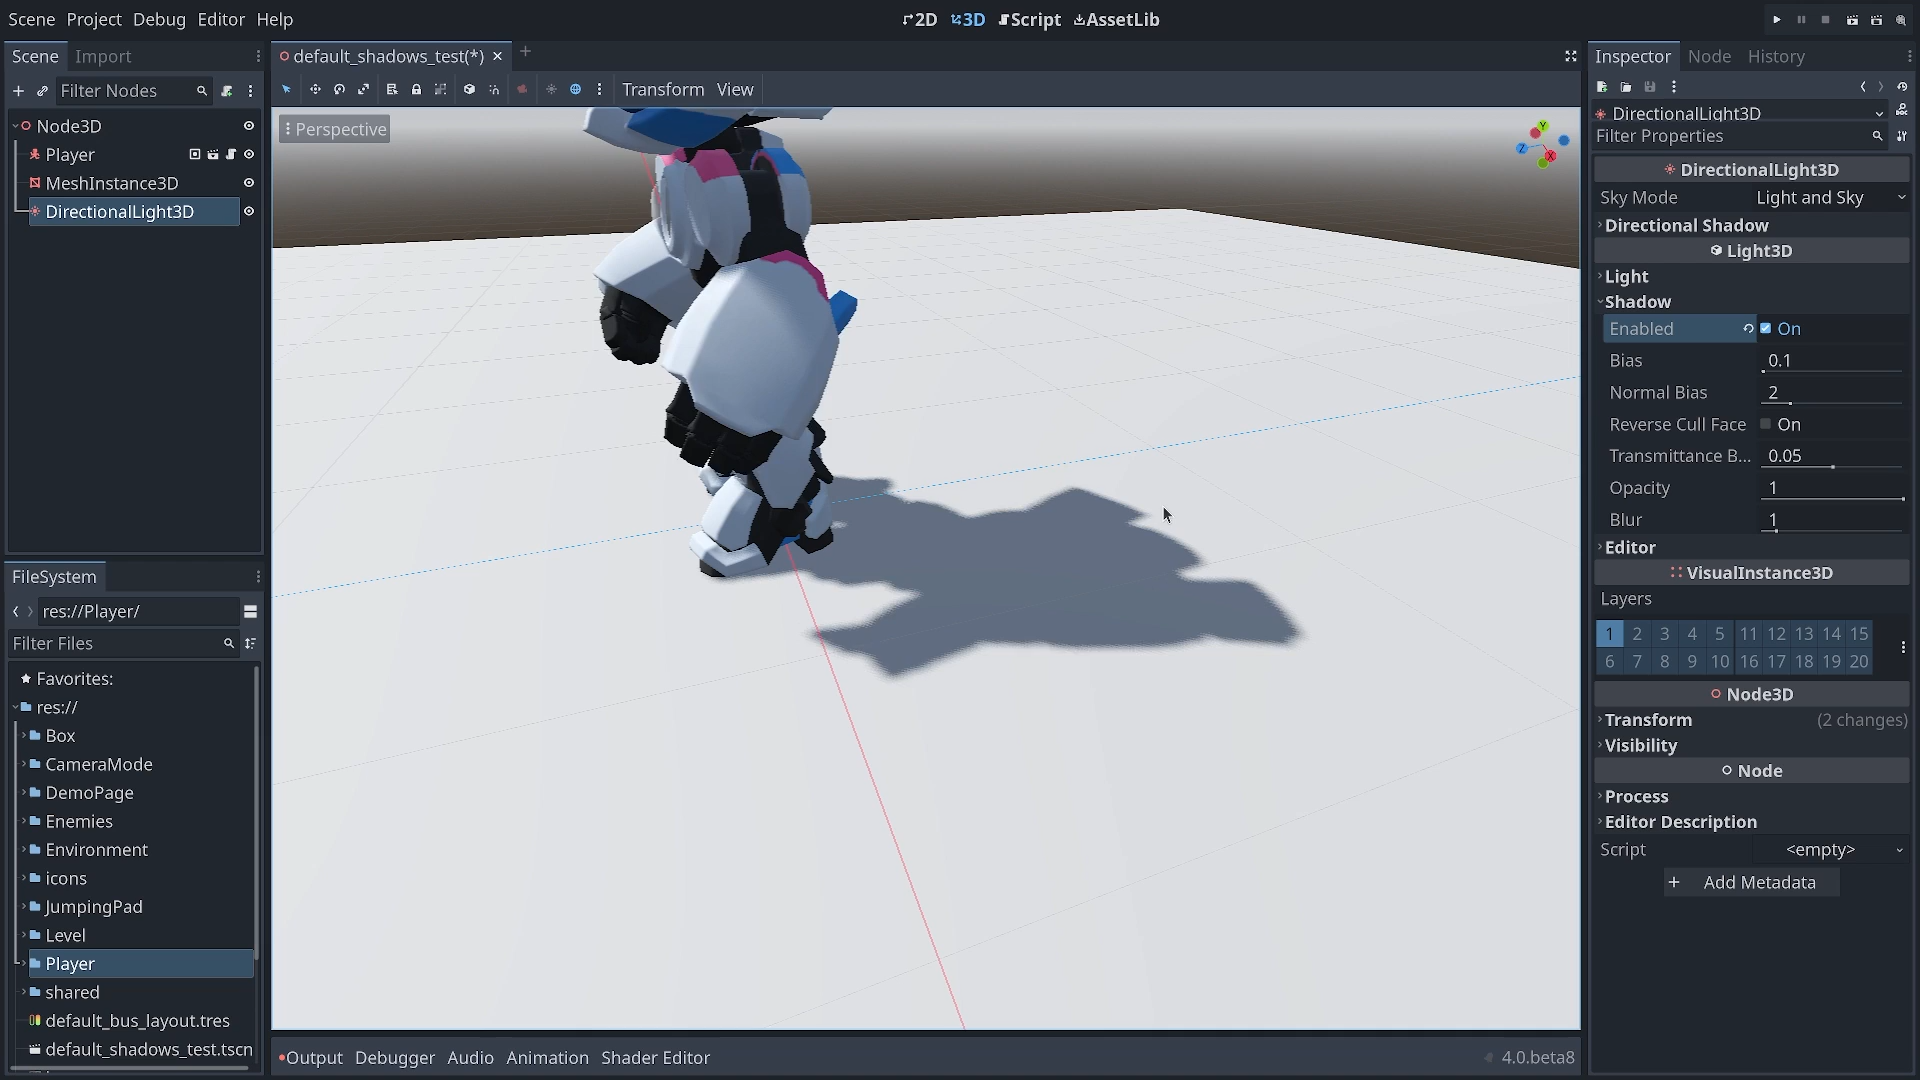 Scene Project Debug Editor Help
2D 3D Script AssetLib
Scene Import
Filter Nodes
Node3D
Player
MeshInstance3D
DirectionalLight3D
FileSystem
res://Player/
Filter Files
Favorites:
res://
Box
CameraMode
DemoPage
Enemies
Environment
icons
JumpingPad
Level
Player
shared
default_bus_layout.tres
default_shadows_test.tscn
default_shadows_test(*)
Transform View
Perspective
Y
Z
X
Output Debugger Audio Animation Shader Editor
4.0.beta8
Inspector Node History
DirectionalLight3D
Filter Properties
DirectionalLight3D
Sky Mode Light and Sky
Directional Shadow
Light3D
Light
Shadow
Enabled On
Bias 0.1
Normal Bias 2
Reverse Cull Face On
Transmittance B... 0.05
Opacity 1
Blur 1
Editor
VisualInstance3D
Layers
1 2 3 4 5 11 12 13 14 15
6 7 8 9 10 16 17 18 19 20
Node3D
Transform (2 changes)
Visibility
Node
Process
Editor Description
Script <empty>
Add Metadata